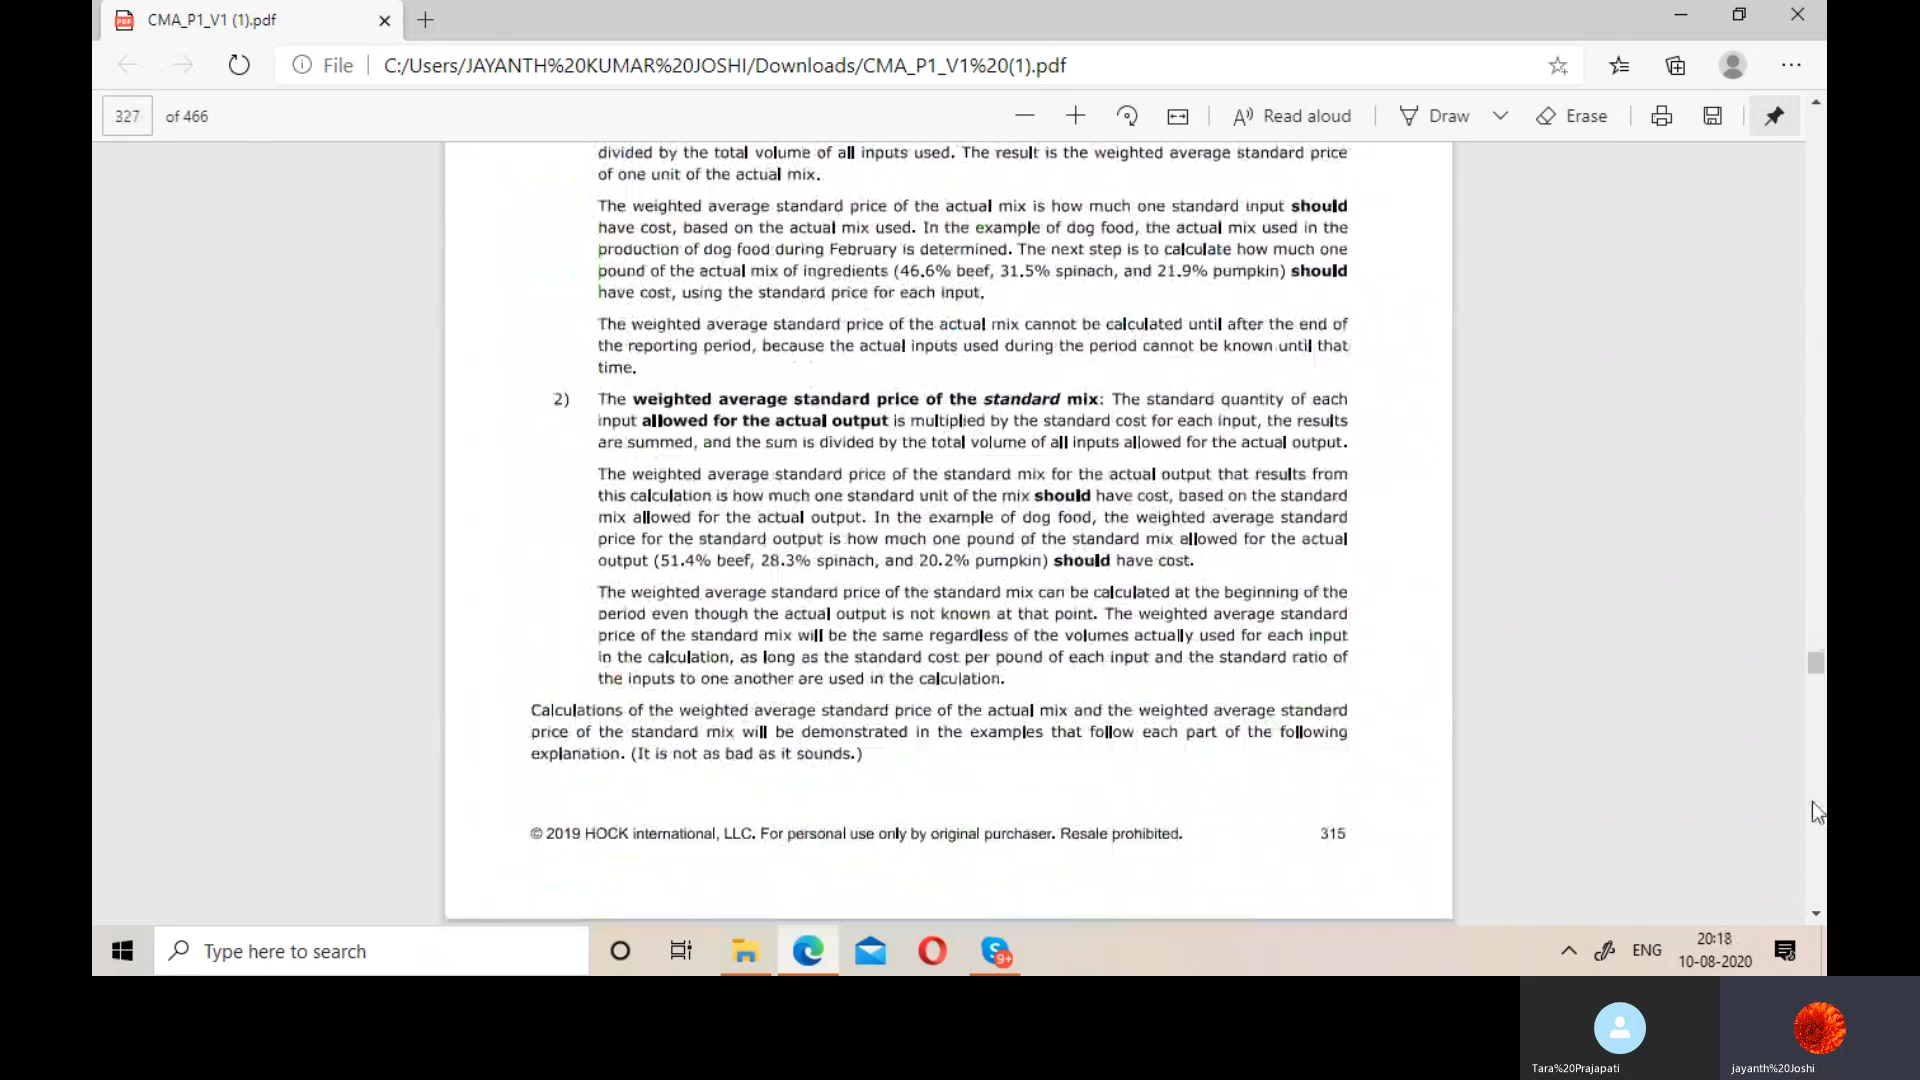 CMA_P1_V1 (1).pdf
File
C:/Users/JAYANTH%20KUMAR%20JOSHI/Downloads/CMA_P1_V1%20(1).pdf
327 of 466
Read aloud
Draw
Erase
divided by the total volume of all inputs used. The result is the weighted average standard price
of one unit of the actual mix.
The weighted average standard price of the actual mix is how much one standard input should
have cost, based on the actual mix used. In the example of dog food, the actual mix used in the
production of dog food during February is determined. The next step is to calculate how much one
pound of the actual mix of ingredients (46.6% beef, 31.5% spinach, and 21.9% pumpkin) should
have cost, using the standard price for each input.
The weighted average standard price of the actual mix cannot be calculated until after the end of
the reporting period, because the actual inputs used during the period cannot be known until that
time.
2) The weighted average standard price of the standard mix: The standard quantity of each
input allowed for the actual output is multiplied by the standard cost for each input, the results
are summed, and the sum is divided by the total volume of all inputs allowed for the actual output.
The weighted average standard price of the standard mix for the actual output that results from
this calculation is how much one standard unit of the mix should have cost, based on the standard
mix allowed for the actual output. In the example of dog food, the weighted average standard
price for the standard output is how much one pound of the standard mix allowed for the actual
output (51.4% beef, 28.3% spinach, and 20.2% pumpkin) should have cost.
The weighted average standard price of the standard mix can be calculated at the beginning of the
period even though the actual output is not known at that point. The weighted average standard
price of the standard mix will be the same regardless of the volumes actually used for each input
in the calculation, as long as the standard cost per pound of each input and the standard ratio of
the inputs to one another are used in the calculation.
Calculations of the weighted average standard price of the actual mix and the weighted average standard
price of the standard mix will be demonstrated in the examples that follow each part of the following
explanation. (It is not as bad as it sounds.)
© 2019 HOCK international, LLC. For personal use only by original purchaser. Resale prohibited.
315
Type here to search
9+
ENG
20:18
10-08-2020
Tara%20Prajapati
jayanth%20Joshi